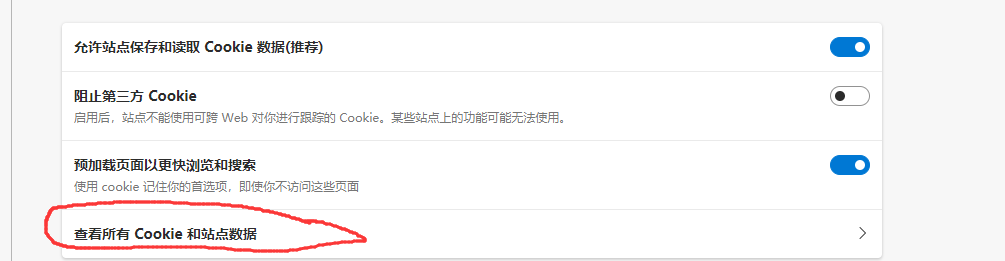 允许站点保存和读取 Cookie 数据(推荐)
阻止第三方 Cookie
启用后，站点不能使用可跨 Web 对你进行跟踪的 Cookie。某些站点上的功能可能无法使用。
预加载页面以更快浏览和搜索
使用 cookie 记住你的首选项，即使你不访问这些页面
查看所有 Cookie 和站点数据